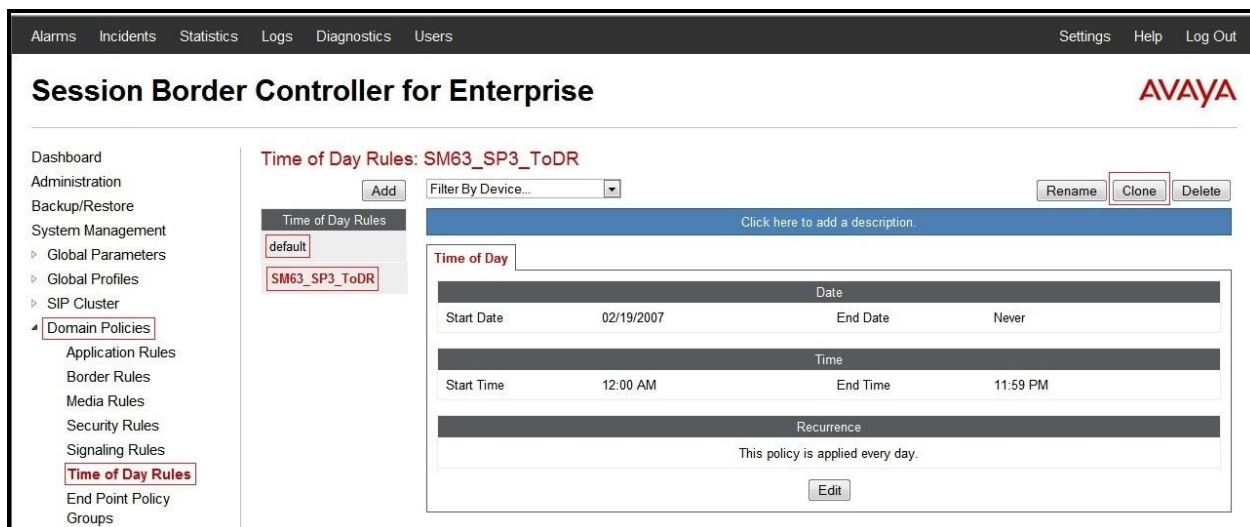 Alarms Incidents Statistics Logs Diagnostics Users Settings Help Log Out
Session Border Controller for Enterprise
AVAYA
Dashboard
Administration
Backup/Restore
System Management
Global Parameters
Global Profiles
SIP Cluster
Domain Policies
Application Rules
Border Rules
Media Rules
Security Rules
Signaling Rules
Time of Day Rules
End Point Policy
Groups
Time of Day Rules: SM63_SP3_ToDR
Add
Filter By Device...
Rename Clone Delete
Time of Day Rules
default
SM63_SP3_ToDR
Click here to add a description.
Time of Day
Date
Start Date 02/19/2007 End Date Never
Time
Start Time 12:00 AM End Time 11:59 PM
Recurrence
This policy is applied every day.
Edit